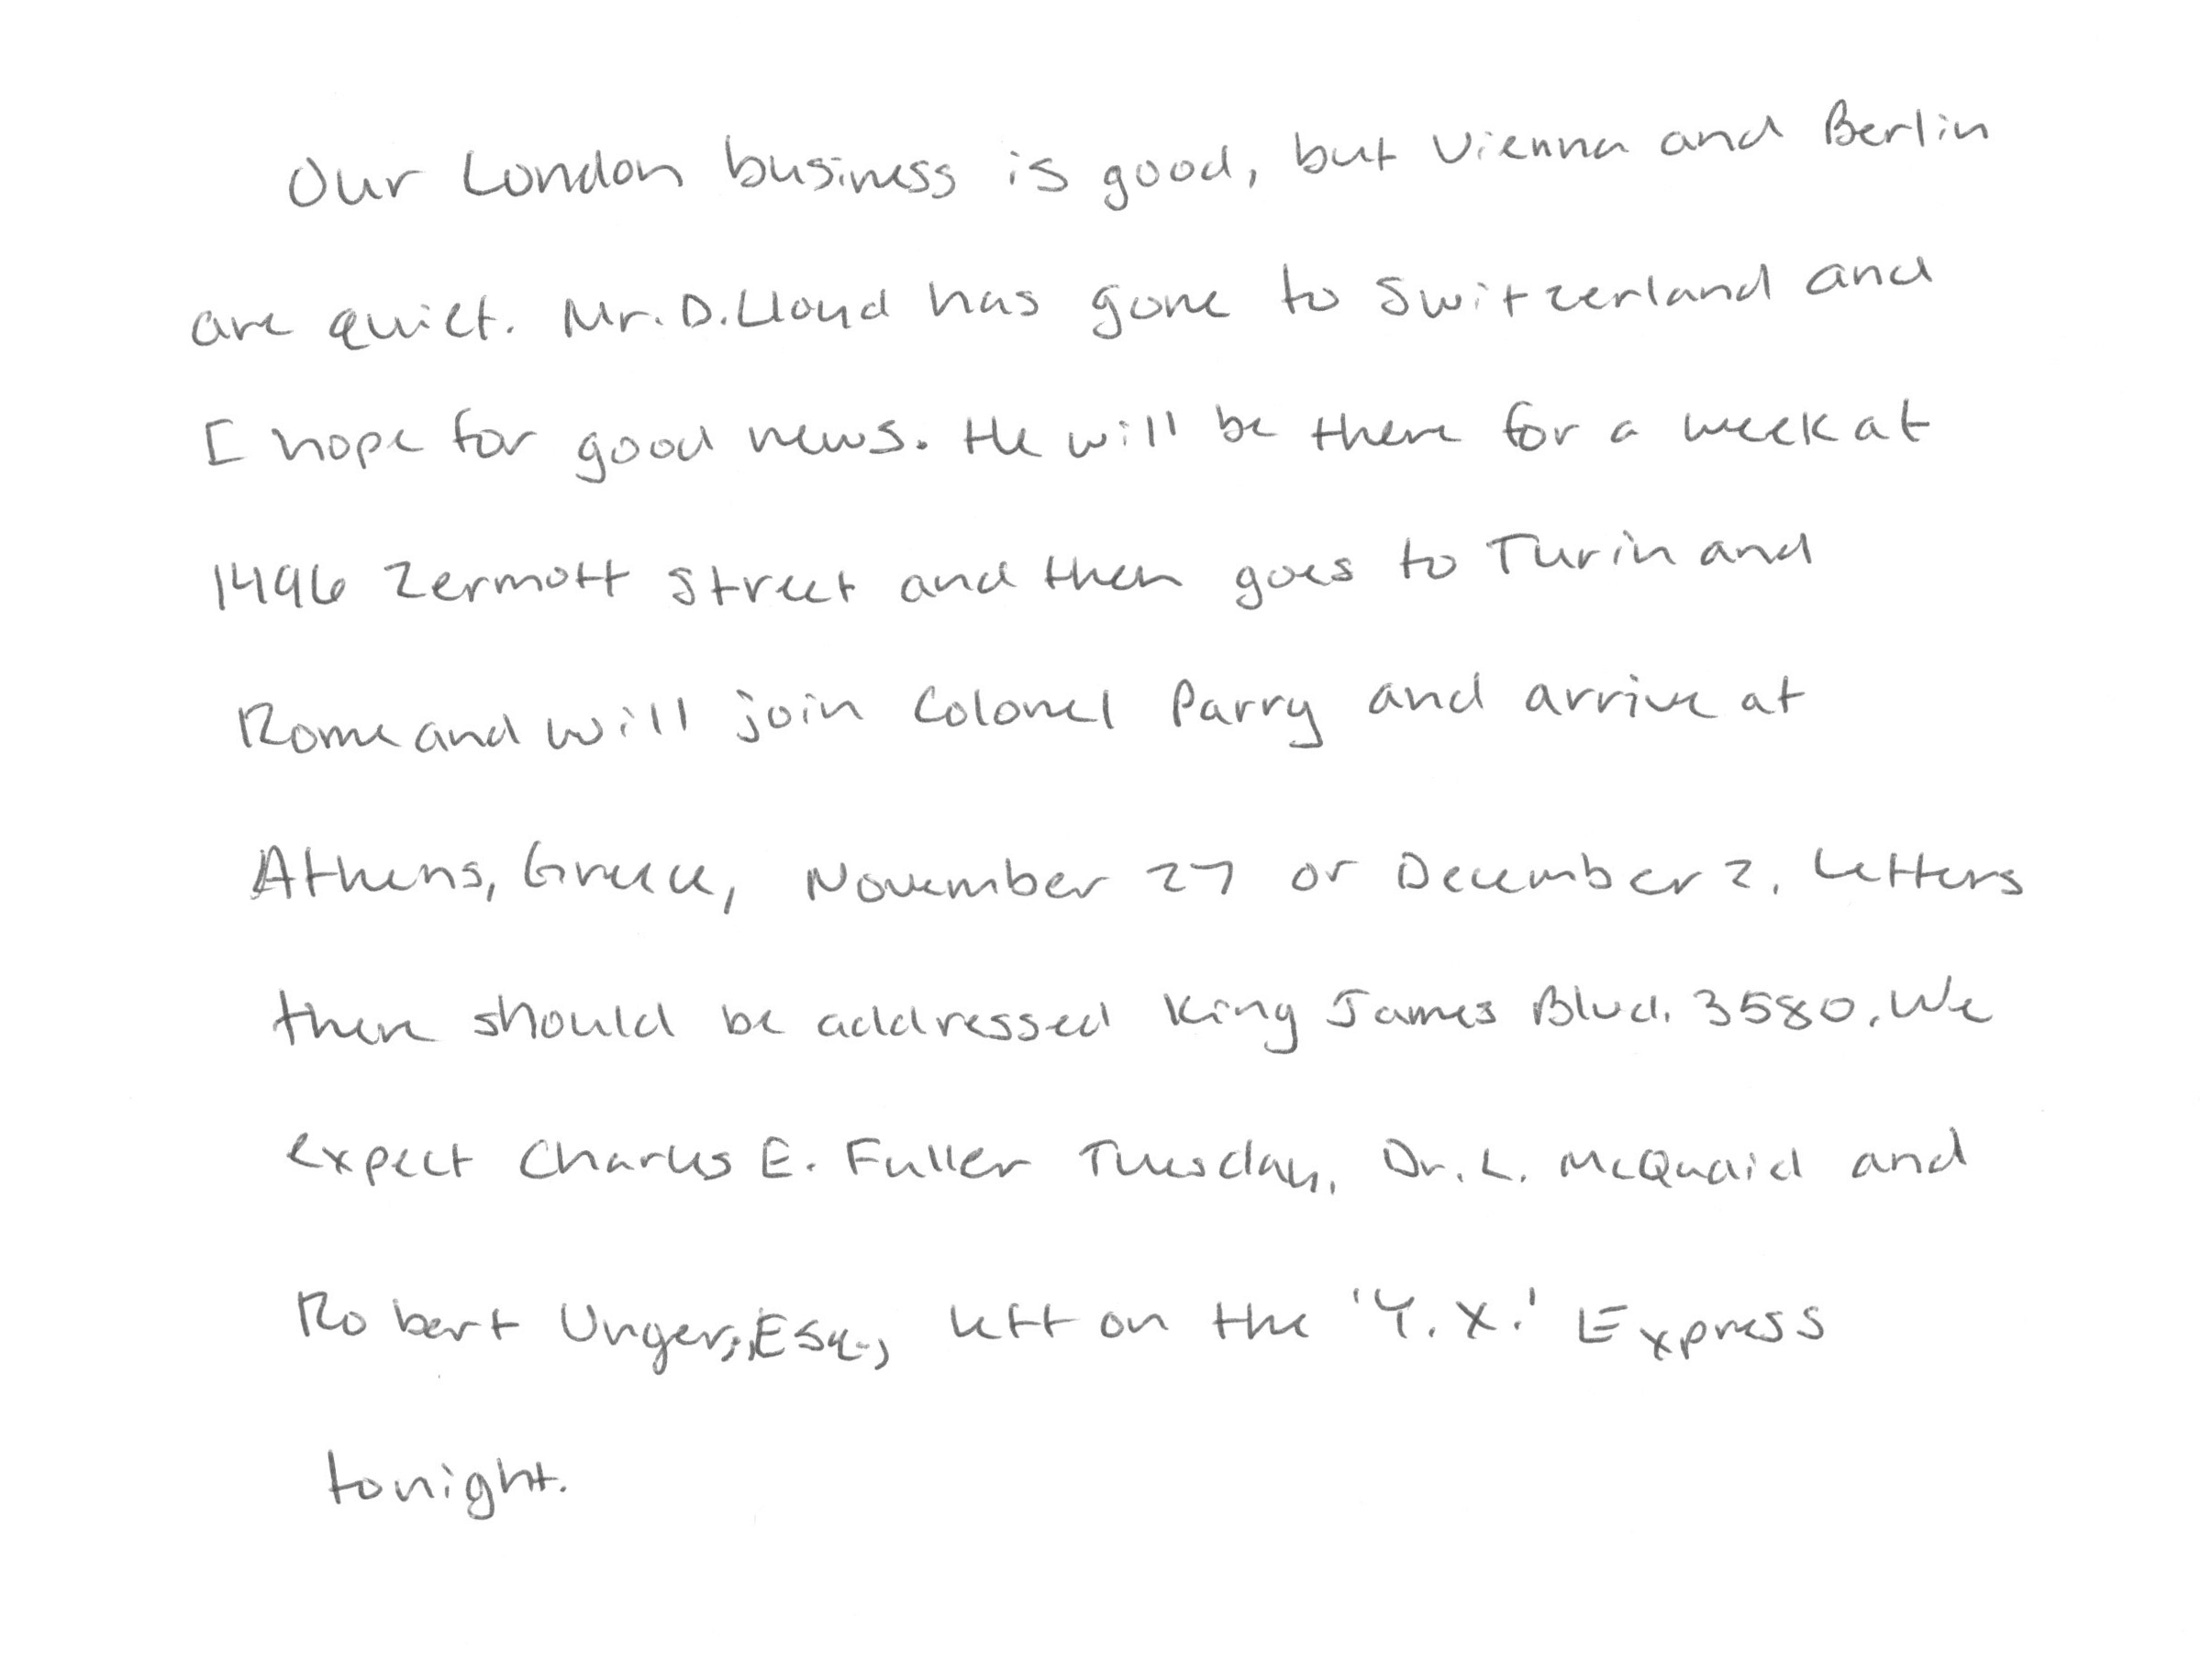 Our London business is good, but Vienna and Berlin
are quiet. Mr. D. Lloyd has gone to Switzerland and
I hope for good news. He will be there for a week at
1496 Zermott Street and then goes to Turin and
Rome and will join Colonel Parry and arrive at
Athens, Greece, November 27 or December 2. Letters
there should be addressed King James Blvd. 3580. We
expect Charles E. Fuller Tuesday. Dr. L. McQuaid and
Robert Unger, Esq., left on the 'Y.X.' Express
tonight.